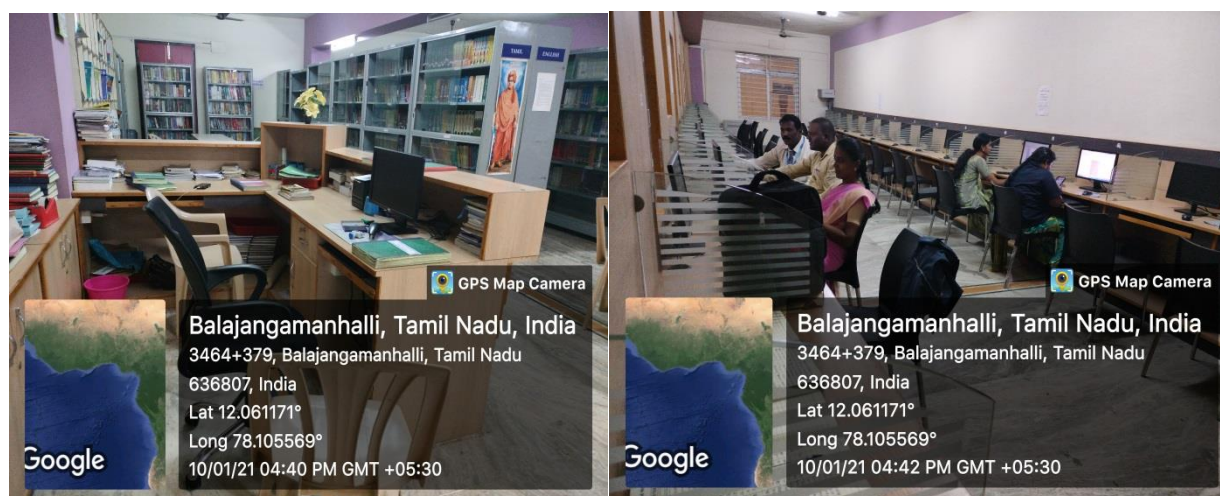 TAMIL
ENGLISH
GPS Map Camera
Balajangamanhalli, Tamil Nadu, India
3464+379, Balajangamanhalli, Tamil Nadu
636807, India
Lat 12.061171°
Long 78.105569°
10/01/21 04:40 PM GMT +05:30
Google
GPS Map Camera
Balajangamanhalli, Tamil Nadu, India
3464+379, Balajangamanhalli, Tamil Nadu
636807, India
Lat 12.061171°
Long 78.105569°
10/01/21 04:42 PM GMT +05:30
Google